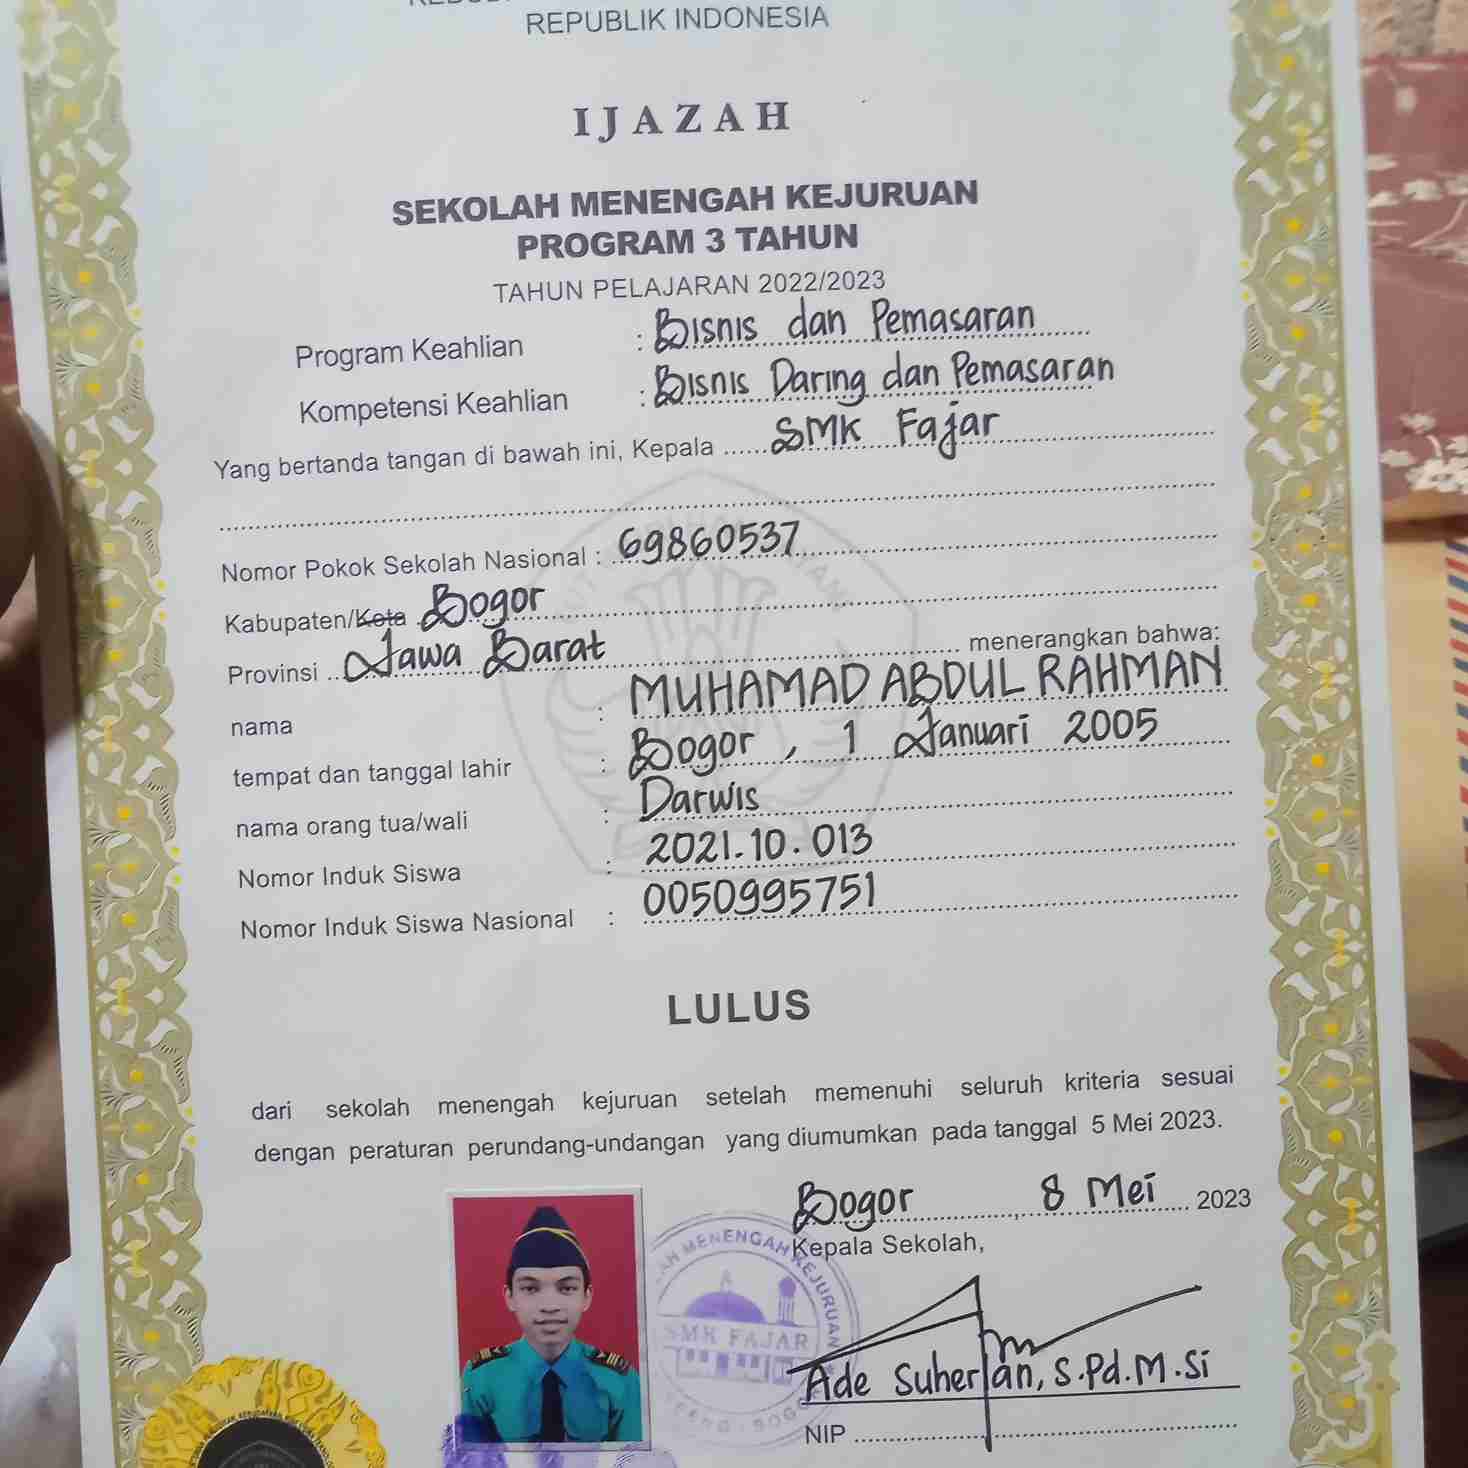 REPUBLIK INDONESIA
IJAZAH
SEKOLAH MENENGAH KEJURUAN
PROGRAM 3 TAHUN
TAHUN PELAJARAN 2022/2023
Program Keahlian : Bisnis dan Pemasaran
Kompetensi Keahlian : Bisnis Daring dan Pemasaran
Yang bertanda tangan di bawah ini, Kepala SMK Fajar
Nomor Pokok Sekolah Nasional : 69860537
Kabupaten/Kota Bogor
Provinsi Jawa Barat menerangkan bahwa:
nama : MUHAMAD ABDUL RAHMAN
tempat dan tanggal lahir : Bogor, 1 Januari 2005
nama orang tua/wali : Darwis
Nomor Induk Siswa : 2021.10.013
Nomor Induk Siswa Nasional : 0050995751
LULUS
dari sekolah menengah kejuruan setelah memenuhi seluruh kriteria sesuai
dengan peraturan perundang-undangan yang diumumkan pada tanggal 5 Mei 2023.
Bogor, 8 Mei 2023
Kepala Sekolah,
MENENGAH KEJURUAN
SMK FAJAR
Ade Suherlan, S.Pd.M.Si
NIP